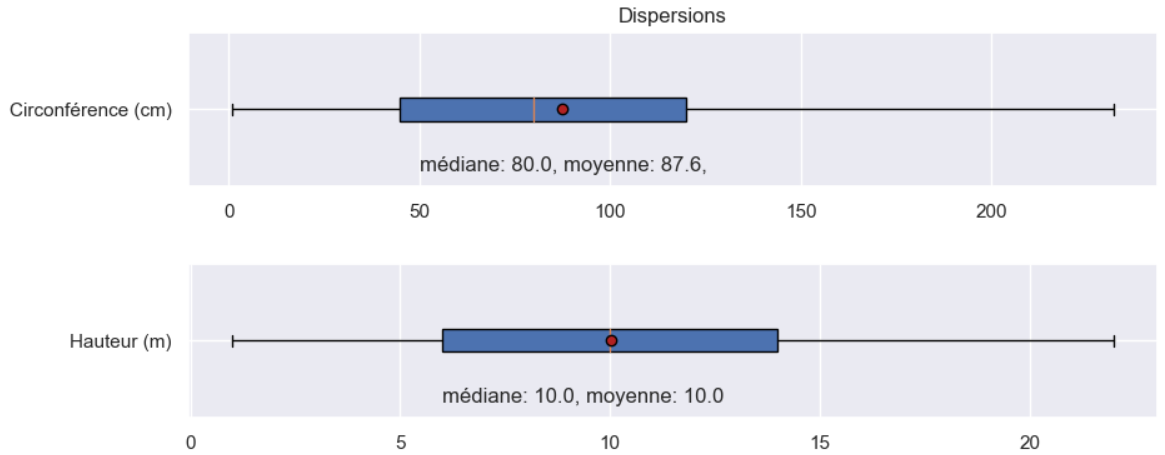 Dispersions
Circonférence (cm)
médiane: 80.0, moyenne: 87.6,
0 50 100 150 200
Hauteur (m)
médiane: 10.0, moyenne: 10.0
0 5 10 15 20